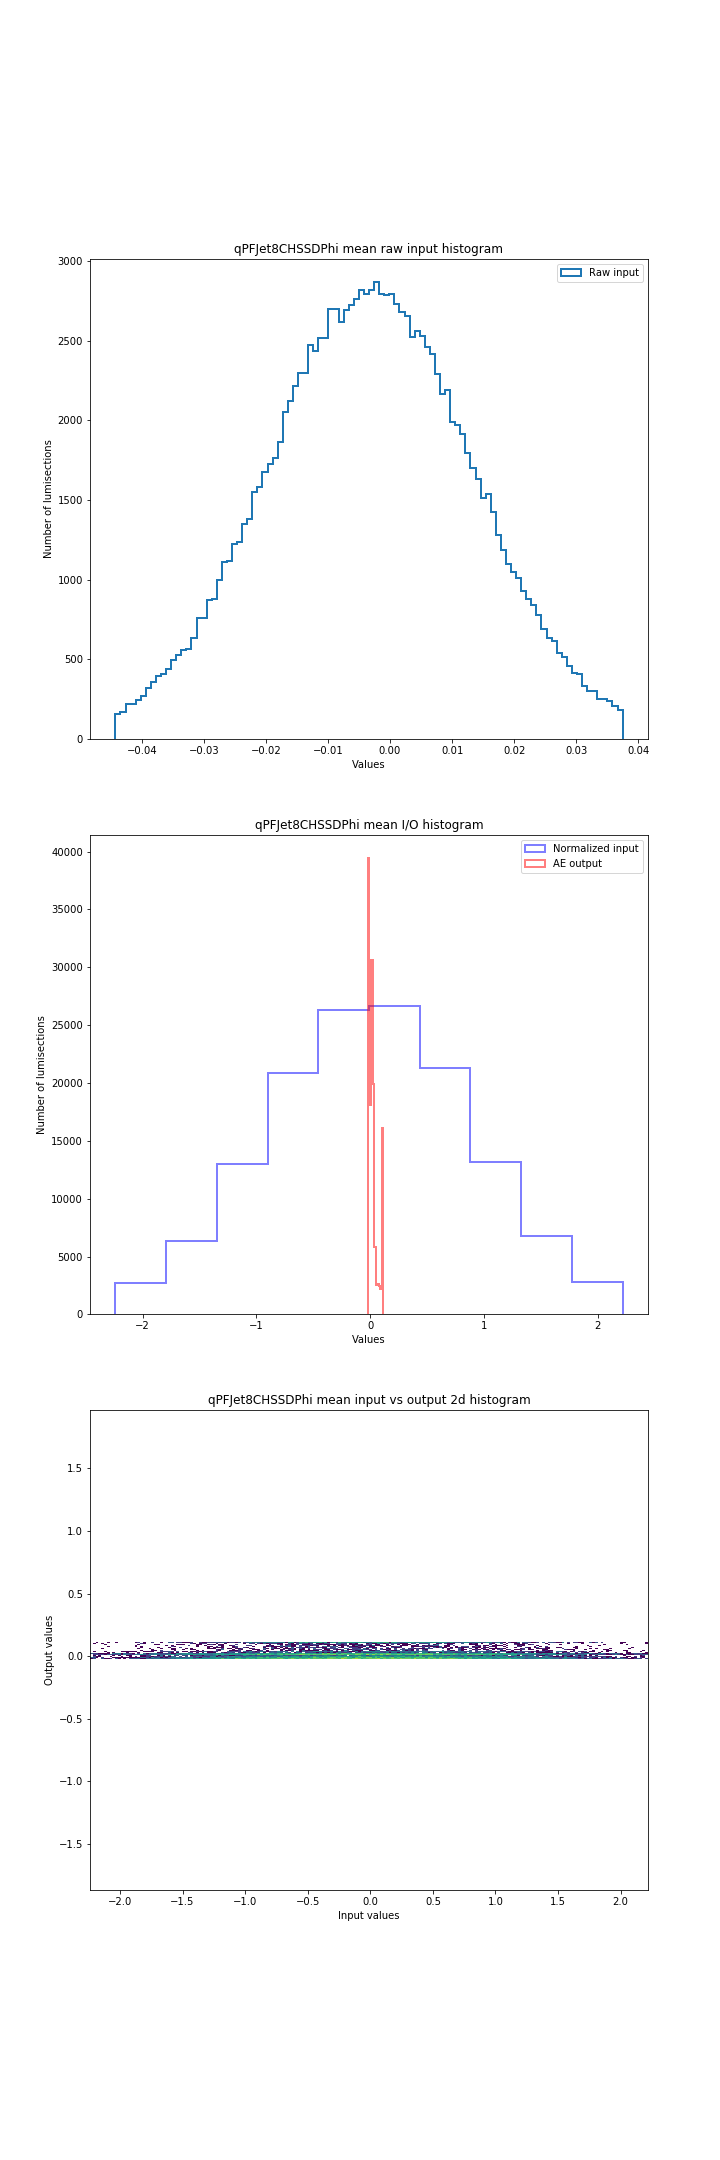 qPFJet8CHSSDPhi mean raw input histogram
3000
2500
2000
1500
1000
500
0
Number of lumisections
Raw input
−0.04 −0.03 −0.02 −0.01 0.00 0.01 0.02 0.03 0.04
Values
qPFJet8CHSSDPhi mean I/O histogram
40000
35000
30000
25000
20000
15000
10000
5000
0
Number of lumisections
Normalized input
AE output
−2 −1 0 1 2
Values
qPFJet8CHSSDPhi mean input vs output 2d histogram
1.5
1.0
0.5
0.0
−0.5
−1.0
−1.5
Output values
−2.0 −1.5 −1.0 −0.5 0.0 0.5 1.0 1.5 2.0
Input values